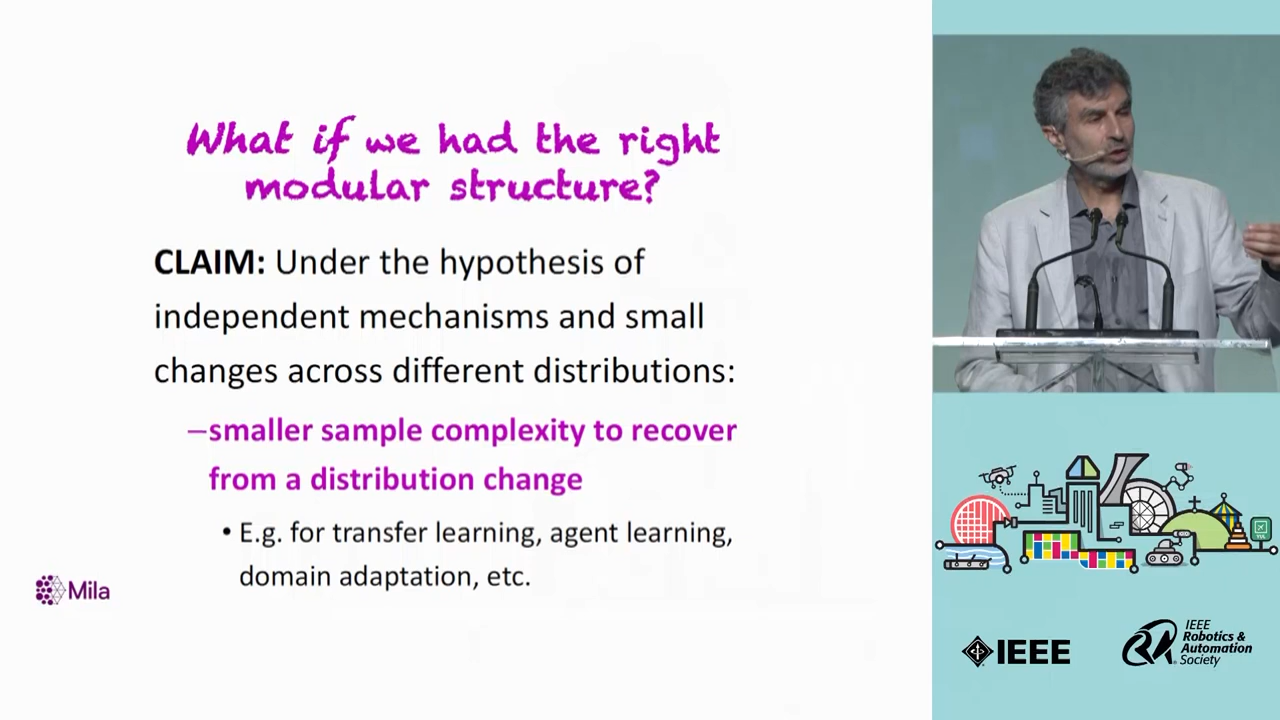 What if we had the right
modular structure?
CLAIM: Under the hypothesis of
independent mechanisms and small
changes across different distributions:
–smaller sample complexity to recover
from a distribution change
• E.g. for transfer learning, agent learning,
domain adaptation, etc.
Mila
YUL
IEEE
IEEE
Robotics &
Automation
Society